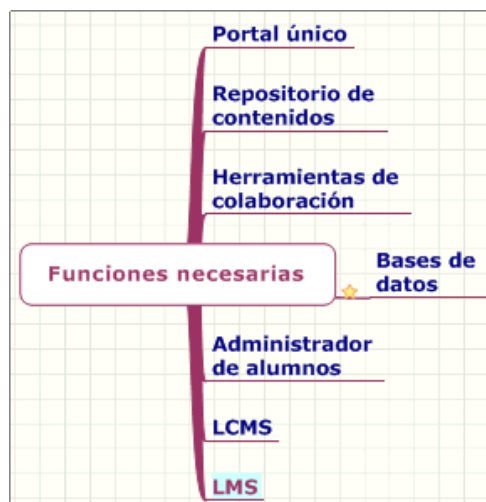 Portal único
Repositorio de
contenidos
Herramientas de
colaboración
Funciones necesarias
Bases de
datos
Administrador
de alumnos
LCMS
LMS